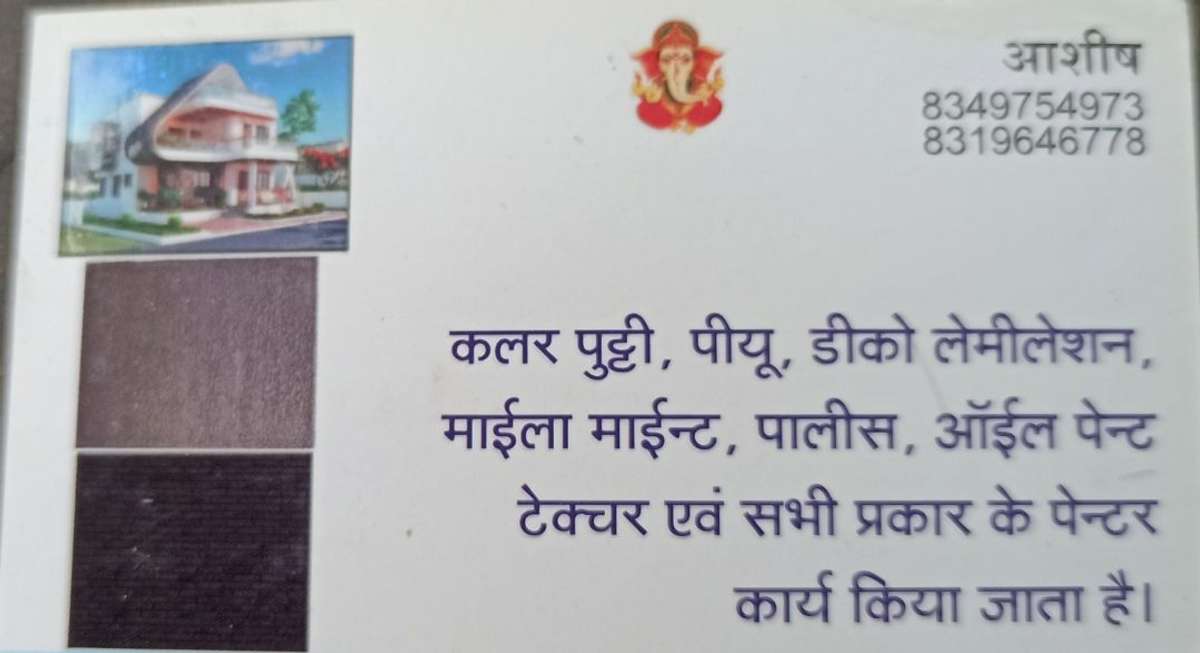 आशीष
8349754973
8319646778
कलर पुट्टी, पीयू, डीको लेमीलेशन,
माईला माईन्ट, पालीस, ऑईल पेन्ट
टेक्चर एवं सभी प्रकार के पेन्टर
कार्य किया जाता है।